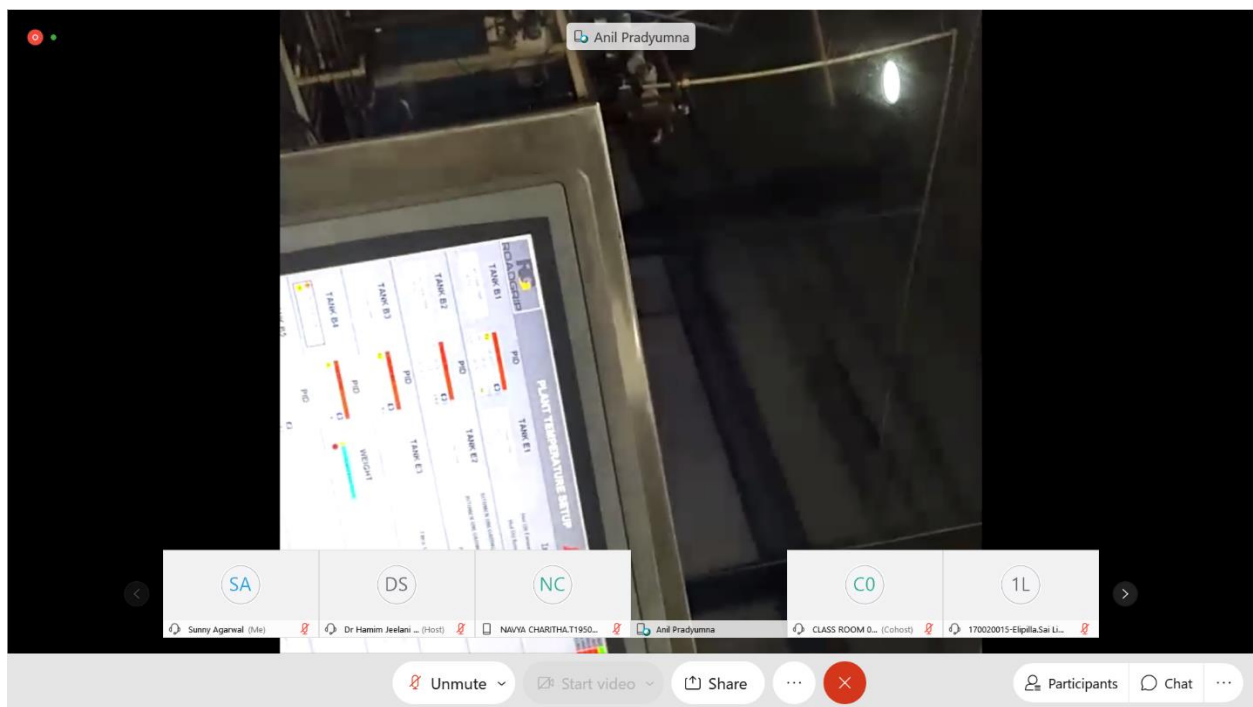 Anil Pradyumna
ROADGRIP
PLANT TEMPERATURE SETUP
TANK B1
PID
TANK E1
TANK B2
PID
TANK E2
TANK B3
PID
TANK E3
TANK B4
PID
WEIGHT
PID
SA
DS
NC
C0
1L
Sunny Agarwal (Me)
Dr Hamim Jeelani ... (Host)
NAVYA CHARITHA.T1950...
Anil Pradyumna
CLASS ROOM 0... (Cohost)
170020015-Elipilla.Sai Li...
Unmute
Start video
Share
Participants
Chat